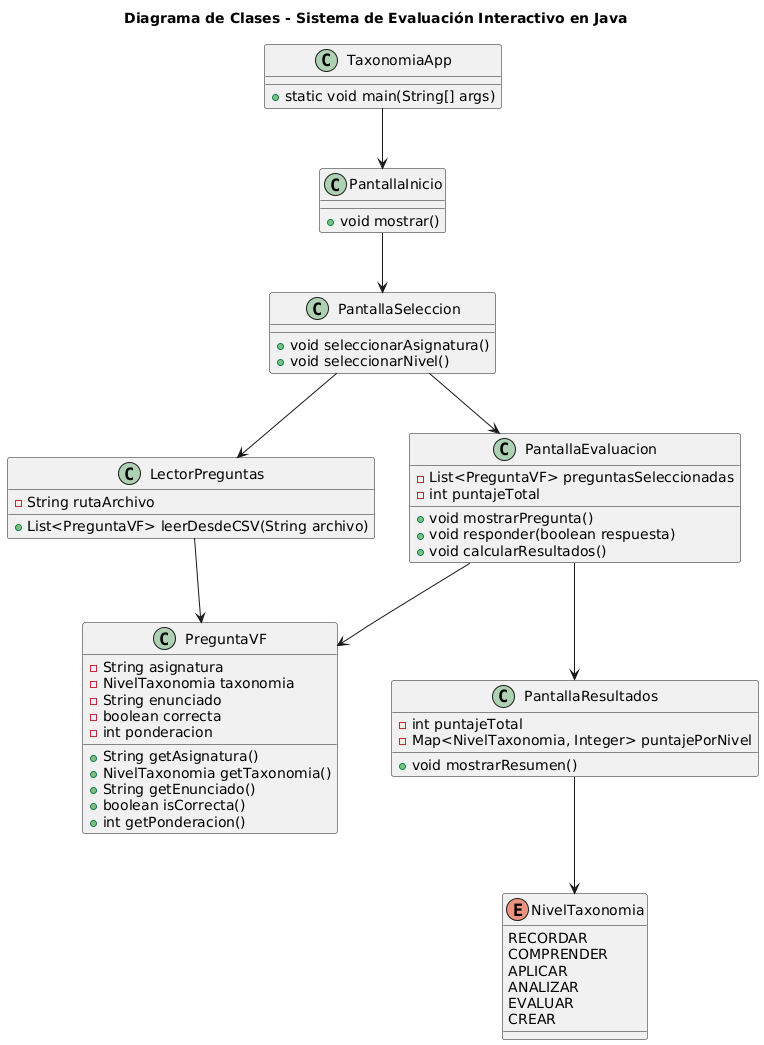 Diagrama de Clases - Sistema de Evaluación Interactivo en Java
C TaxonomiaApp
static void main(String[] args)
C PantallaInicio
void mostrar()
C PantallaSeleccion
void seleccionarAsignatura()
void seleccionarNivel()
C LectorPreguntas
String rutaArchivo
List<PreguntaVF> leerDesdeCSV(String archivo)
C PantallaEvaluacion
List<PreguntaVF> preguntasSeleccionadas
int puntajeTotal
void mostrarPregunta()
void responder(boolean respuesta)
void calcularResultados()
C PreguntaVF
String asignatura
NivelTaxonomia taxonomia
String enunciado
boolean correcta
int ponderacion
String getAsignatura()
NivelTaxonomia getTaxonomia()
String getEnunciado()
boolean isCorrecta()
int getPonderacion()
C PantallaResultados
int puntajeTotal
Map<NivelTaxonomia, Integer> puntajePorNivel
void mostrarResumen()
E NivelTaxonomia
RECORDAR
COMPRENDER
APLICAR
ANALIZAR
EVALUAR
CREAR